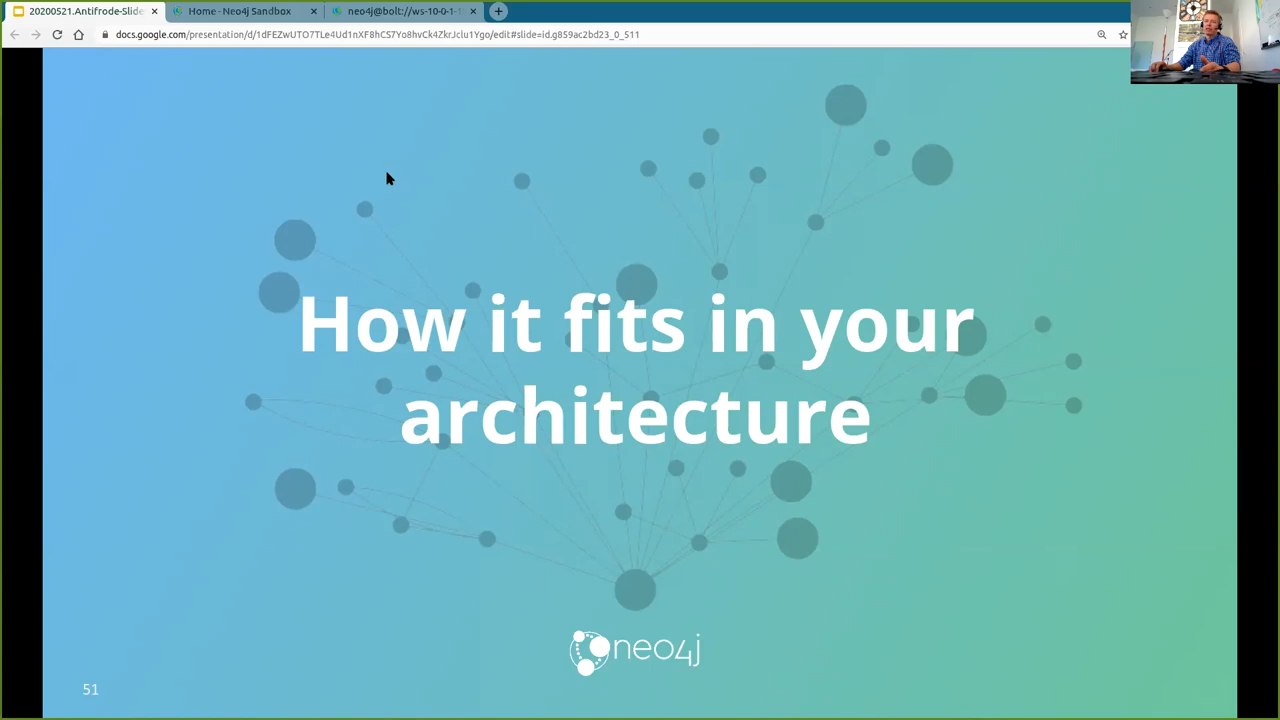 20200521.Antifrode-Slide
Home - Neo4j Sandbox
neo4j@bolt://ws-10-0-1-1
docs.google.com/presentation/d/1dFEZwUTO7TLe4Ud1nXF8hCS7Yo8hvCk4ZkrJclu1Ygo/edit#slide=id.g859ac2bd23_0_511
How it fits in your
architecture
neo4j
51